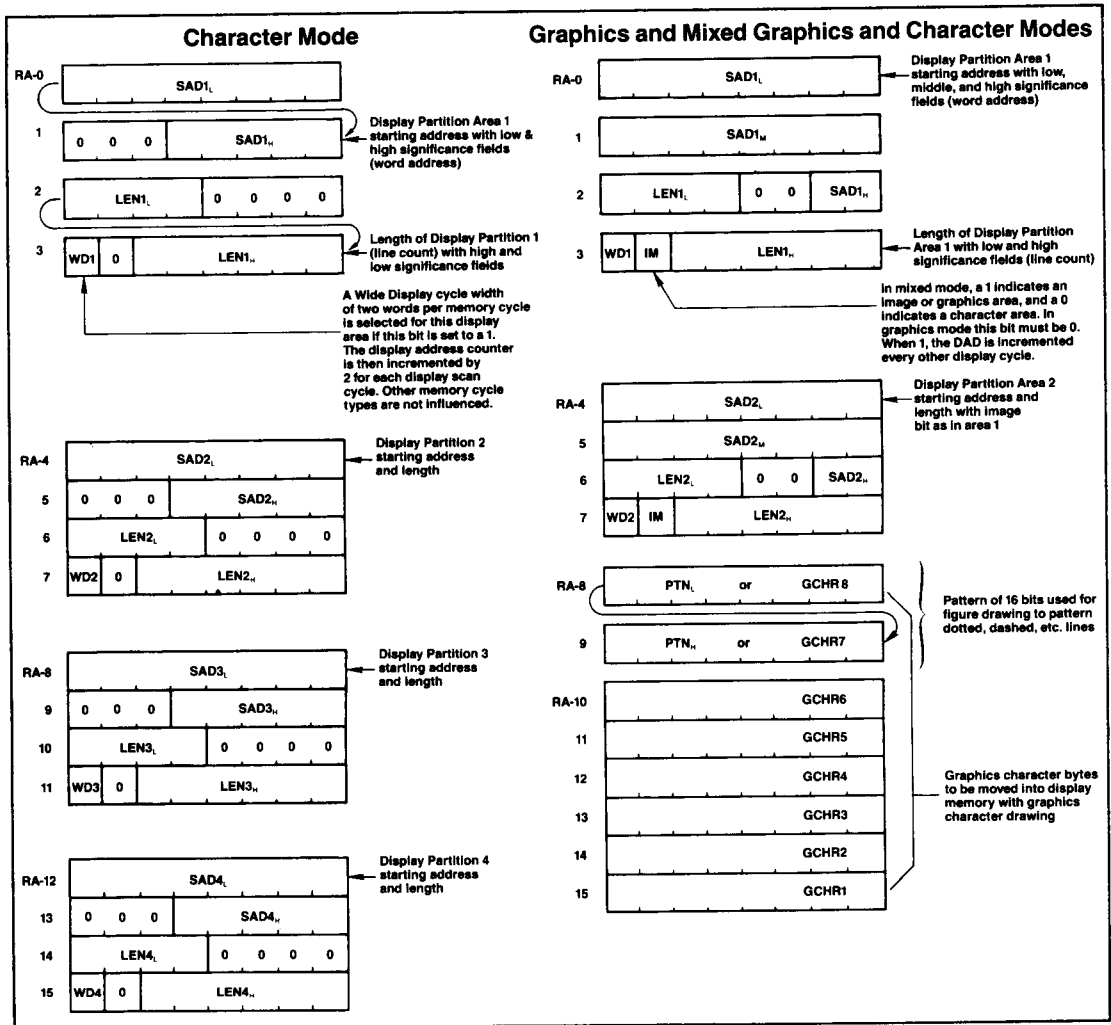 Character Mode
RA-0 SAD1L
1 0 0 0 SAD1H
Display Partition Area 1
starting address with low &
high significance fields
(word address)
2 LEN1L 0 0 0 0
3 WD1 0 LEN1H
Length of Display Partition 1
(line count) with high and
low significance fields
A Wide Display cycle width
of two words per memory cycle
is selected for this display
area if this bit is set to a 1.
The display address counter
is then incremented by
2 for each display scan
cycle. Other memory cycle
types are not influenced.
RA-4 SAD2L
Display Partition 2
starting address
and length
5 0 0 0 SAD2H
6 LEN2L 0 0 0 0
7 WD2 0 LEN2H
RA-8 SAD3L
Display Partition 3
starting address
and length
9 0 0 0 SAD3H
10 LEN3L 0 0 0 0
11 WD3 0 LEN3H
RA-12 SAD4L
Display Partition 4
starting address
and length
13 0 0 0 SAD4H
14 LEN4L 0 0 0 0
15 WD4 0 LEN4H
Graphics and Mixed Graphics and Character Modes
RA-0 SAD1L
Display Partition Area 1
starting address with low,
middle, and high significance
fields (word address)
1 SAD1M
2 LEN1L 0 0 SAD1H
3 WD1 IM LEN1H
Length of Display Partition
Area 1 with low and high
significance fields (line count)
In mixed mode, a 1 indicates an
image or graphics area, and a 0
indicates a character area. In
graphics mode this bit must be 0.
When 1, the DAD is incremented
every other display cycle.
RA-4 SAD2L
Display Partition Area 2
starting address and
length with image
bit as in area 1
5 SAD2M
6 LEN2L 0 0 SAD2H
7 WD2 IM LEN2H
RA-8 PTNL or GCHR8
9 PTNH or GCHR7
Pattern of 16 bits used for
figure drawing to pattern
dotted, dashed, etc. lines
RA-10 GCHR6
11 GCHR5
12 GCHR4
13 GCHR3
14 GCHR2
15 GCHR1
Graphics character bytes
to be moved into display
memory with graphics
character drawing